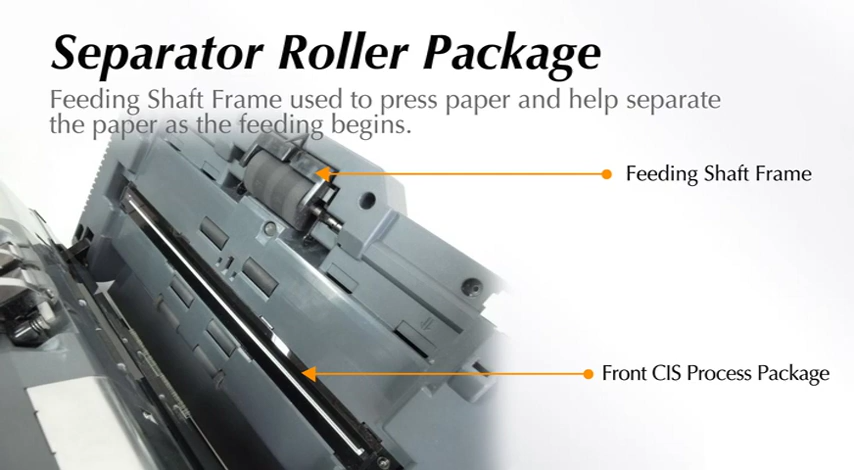 Separator Roller Package
Feeding Shaft Frame used to press paper and help separate
the paper as the feeding begins.
Feeding Shaft Frame
Front CIS Process Package